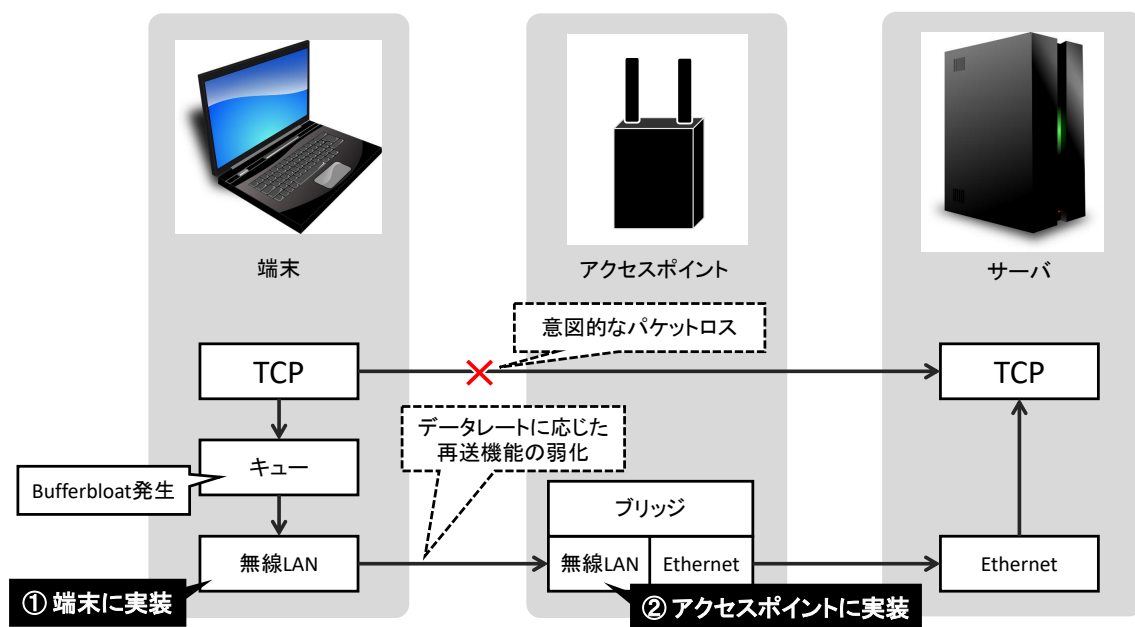 端末
アクセスポイント
サーバ
意図的なパケットロス
TCP
TCP
データレートに応じた
再送機能の弱化
キュー
Bufferbloat発生
ブリッジ
無線LAN
無線LAN
Ethernet
Ethernet
① 端末に実装
② アクセスポイントに実装